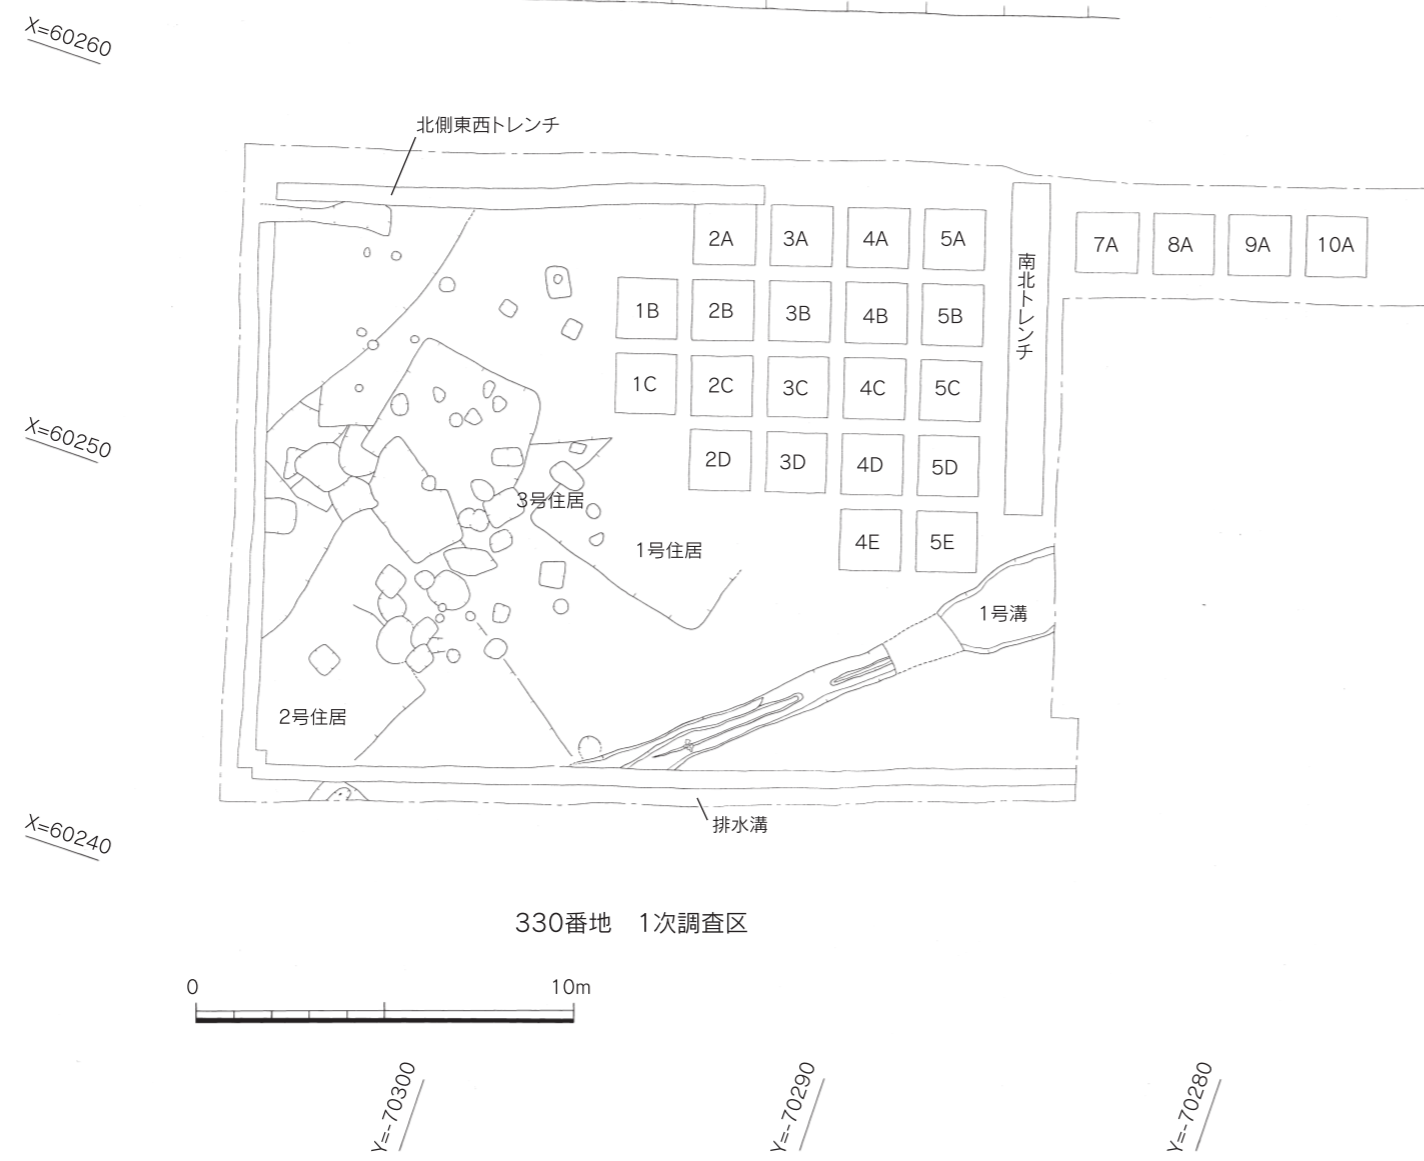 X=60260
北側東西トレンチ
2A
3A
4A
5A
7A
8A
9A
10A
南北トレンチ
1B
2B
3B
4B
5B
1C
2C
3C
4C
5C
X=60250
2D
3D
4D
5D
3号住居
1号住居
4E
5E
1号溝
2号住居
排水溝
X=60240
330番地　1次調査区
0
10m
Y=-70300
Y=-70290
Y=-70280